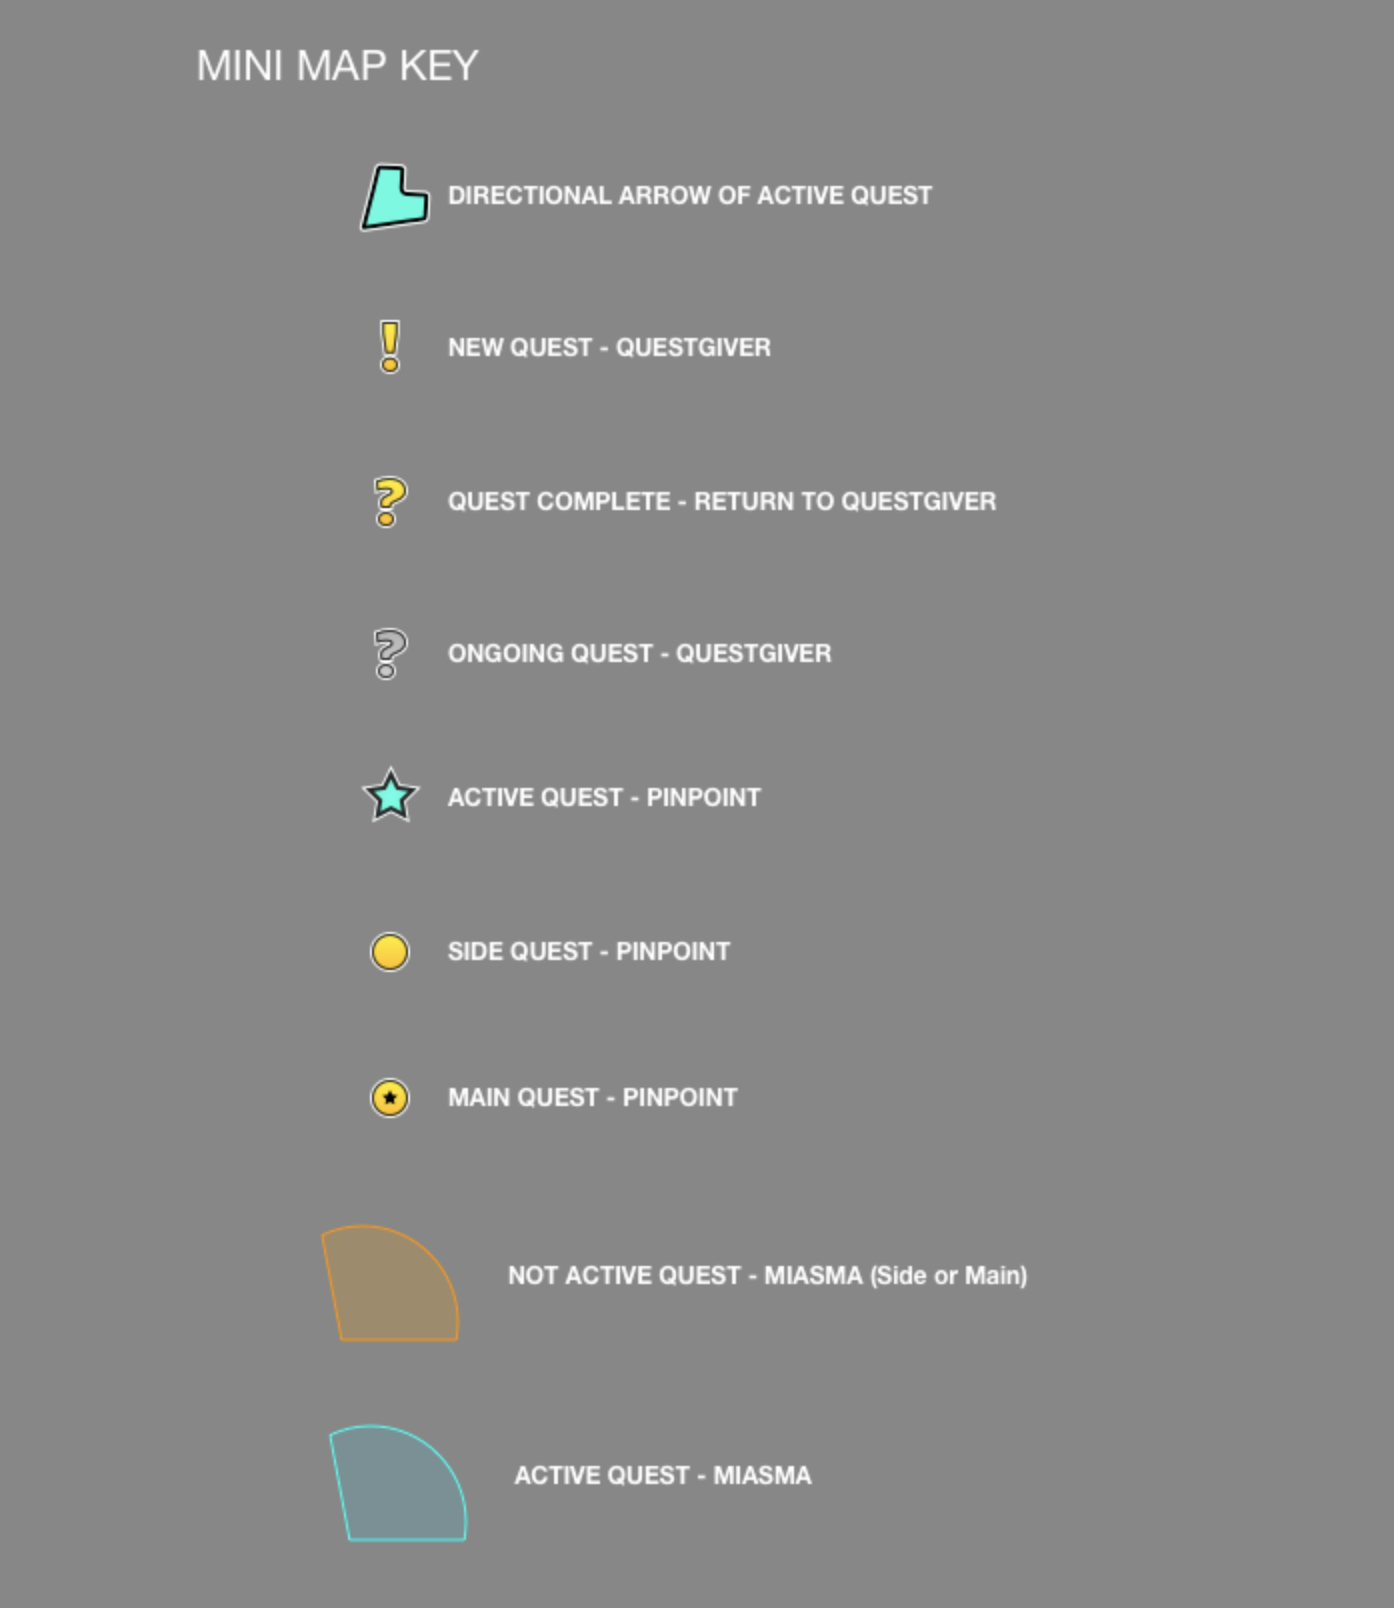 MINI MAP KEY
DIRECTIONAL ARROW OF ACTIVE QUEST
NEW QUEST - QUESTGIVER
QUEST COMPLETE - RETURN TO QUESTGIVER
ONGOING QUEST - QUESTGIVER
ACTIVE QUEST - PINPOINT
SIDE QUEST - PINPOINT
MAIN QUEST - PINPOINT
NOT ACTIVE QUEST - MIASMA (Side or Main)
ACTIVE QUEST - MIASMA